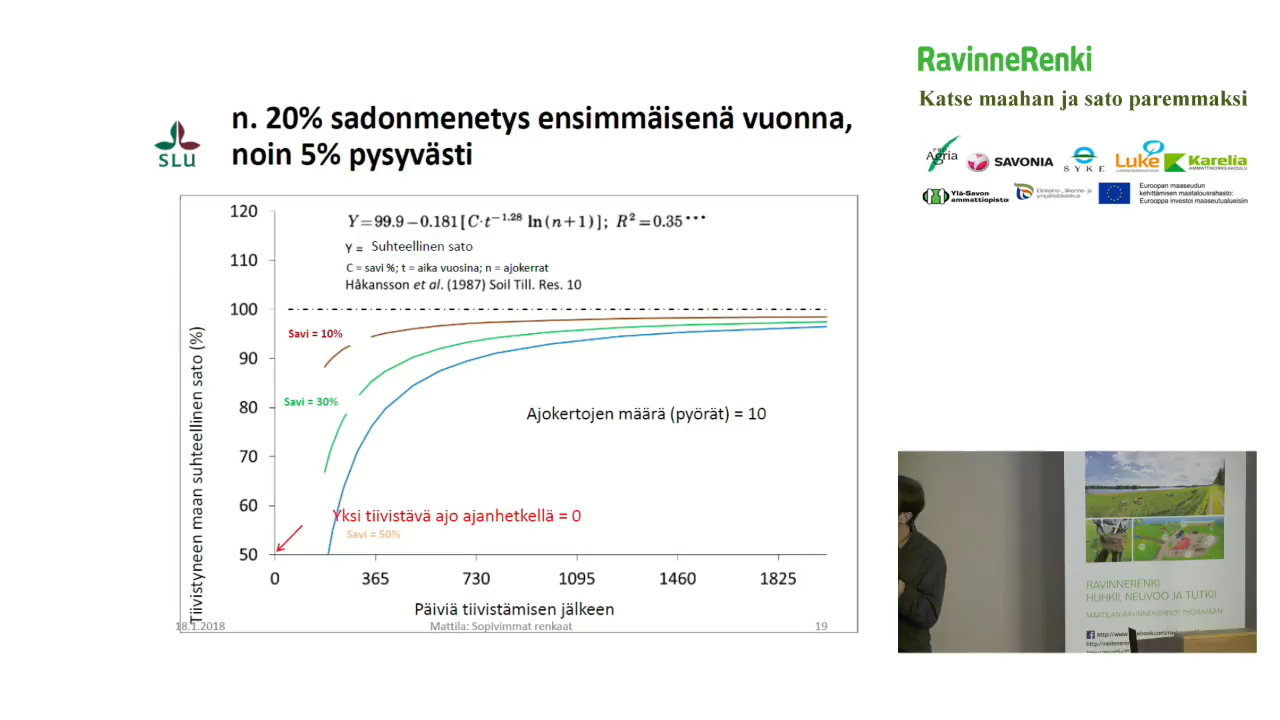 RavinneRenki
Katse maahan ja sato paremmaksi
Agria
SAVONIA
SYKE
Luke
Karelia
AMMATTIKORKEAKOULU
Ylä-Savon
ammattiopisto
Elinkeino-, liikenne- ja
ympäristökeskus
Euroopan maaseudun
kehittämisen maatalousrahasto:
Eurooppa investoi maaseutualueisiin
SLU
n. 20% sadonmenetys ensimmäisenä vuonna,
noin 5% pysyvästi
Tiivistyneen maan suhteellinen sato (%)
120
110
100
90
80
70
60
50
Y=99.9−0.181[C·t⁻¹·²⁸ ln(n+1)]; R²=0.35***
Y = Suhteellinen sato
C = savi %; t = aika vuosina; n = ajokerrat
Håkansson et al. (1987) Soil Till. Res. 10
Savi = 10%
Savi = 30%
Ajokertojen määrä (pyörät) = 10
Yksi tiivistävä ajo ajanhetkellä = 0
Savi = 50%
0 365 730 1095 1460 1825
Päiviä tiivistämisen jälkeen
18.1.2018 Mattila: Sopivimmat renkaat 19
RAVINNERENKI
HUHKII, NEUVOO JA TUTKII
MAATILAN RAVINNEKIERROT PYÖRIMÄÄN